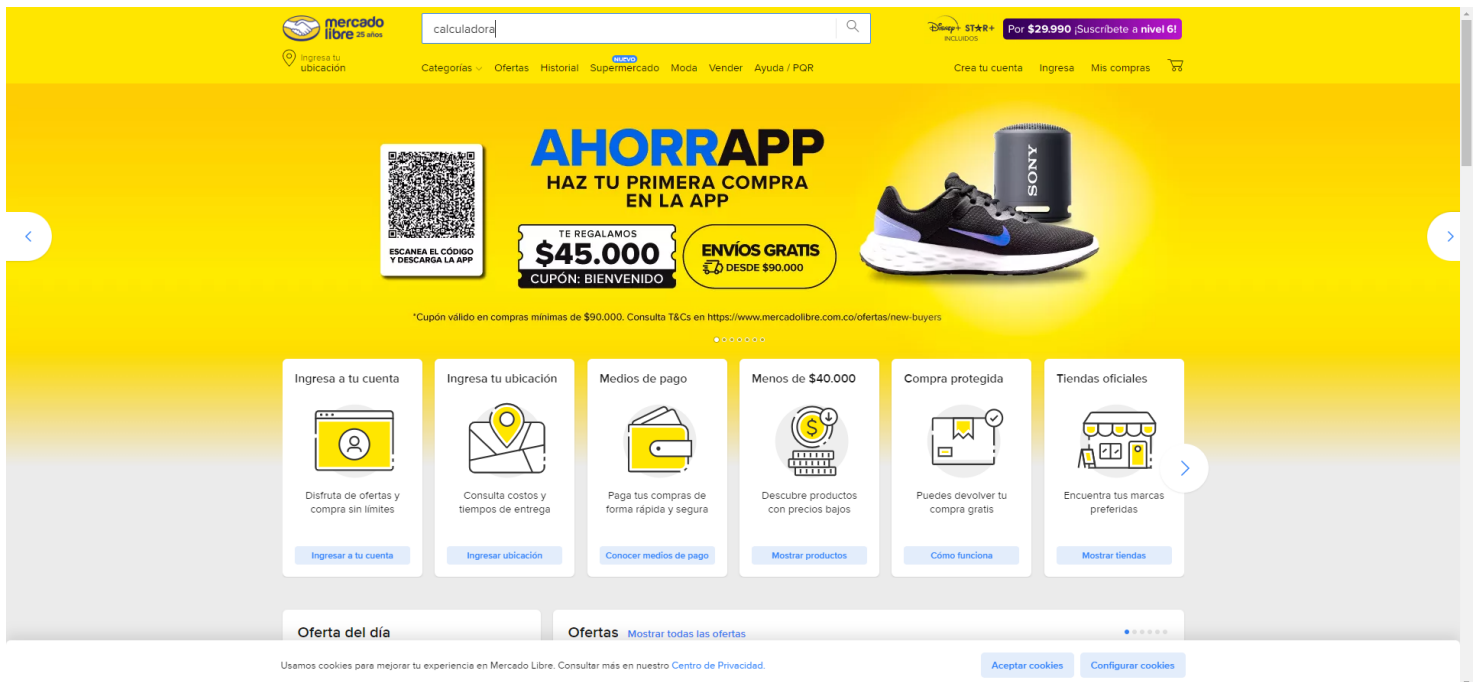 mercado
libre 25 años
calculadora
Disney+ ST★R+
INCLUIDOS
Por $29.990 ¡Suscríbete a nivel 6!
Ingresa tu
ubicación
Categorías Ofertas Historial Supermercado Moda Vender Ayuda / PQR
NUEVO
Crea tu cuenta Ingresa Mis compras
AHORRAPP
HAZ TU PRIMERA COMPRA
EN LA APP
ESCANEA EL CÓDIGO
Y DESCARGA LA APP
TE REGALAMOS
$45.000
CUPÓN: BIENVENIDO
ENVÍOS GRATIS
DESDE $90.000
SONY
*Cupón válido en compras mínimas de $90.000. Consulta T&Cs en https://www.mercadolibre.com.co/ofertas/new-buyers
Ingresa a tu cuenta
Disfruta de ofertas y
compra sin límites
Ingresar a tu cuenta
Ingresa tu ubicación
Consulta costos y
tiempos de entrega
Ingresar ubicación
Medios de pago
Paga tus compras de
forma rápida y segura
Conocer medios de pago
Menos de $40.000
Descubre productos
con precios bajos
Mostrar productos
Compra protegida
Puedes devolver tu
compra gratis
Cómo funciona
Tiendas oficiales
Encuentra tus marcas
preferidas
Mostrar tiendas
Oferta del día
Ofertas Mostrar todas las ofertas
Usamos cookies para mejorar tu experiencia en Mercado Libre. Consultar más en nuestro Centro de Privacidad.
Aceptar cookies
Configurar cookies